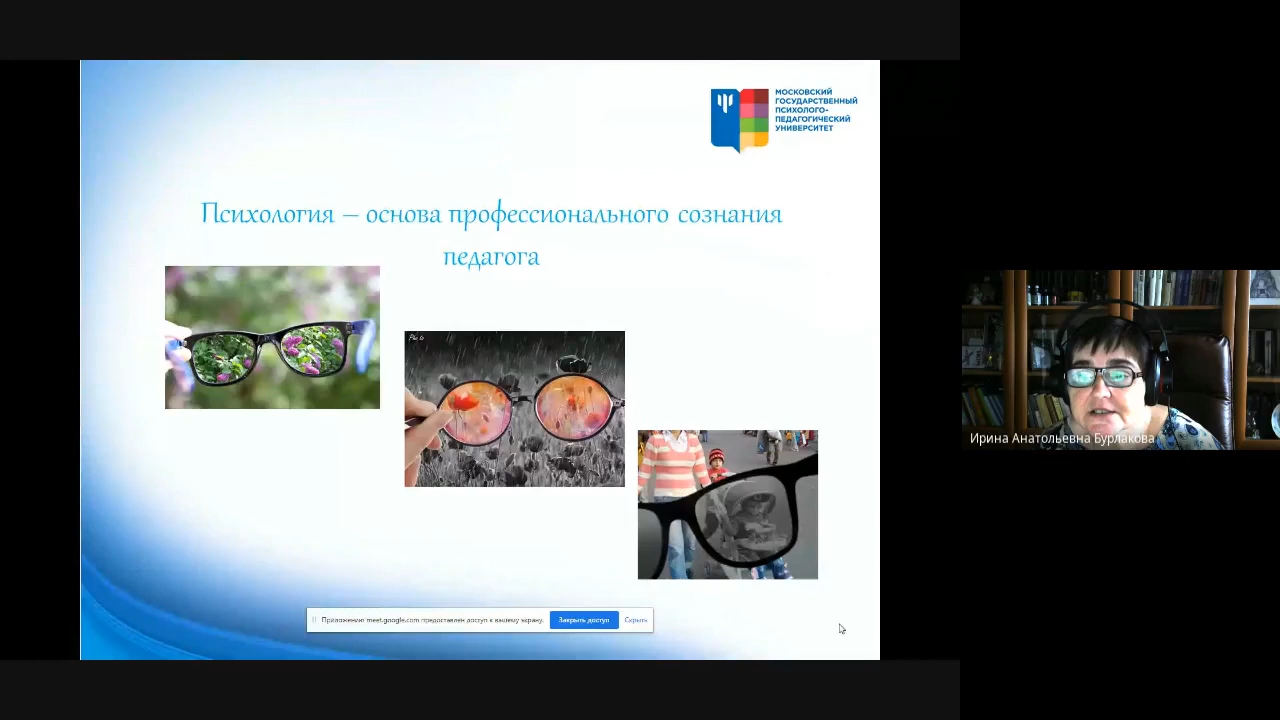 МОСКОВСКИЙ
ГОСУДАРСТВЕННЫЙ
ПСИХОЛОГО-
ПЕДАГОГИЧЕСКИЙ
УНИВЕРСИТЕТ
Психология – основа профессионального сознания
педагога
Ирина Анатольевна Бурлакова
Приложению meet.google.com предоставлен доступ к вашему экрану. Закрыть доступ Скрыть